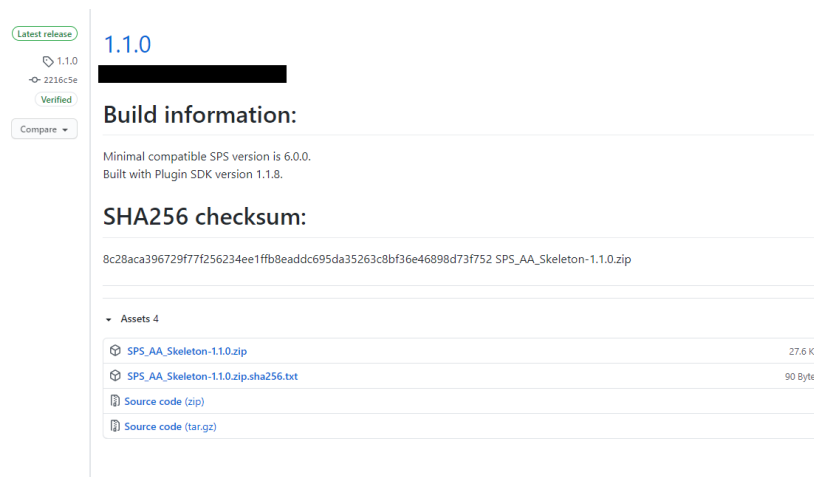 Latest release
1.1.0
2216c5e
Verified
Compare
1.1.0
Build information:
Minimal compatible SPS version is 6.0.0.
Built with Plugin SDK version 1.1.8.
SHA256 checksum:
8c28aca396729f77f256234ee1ffb8eaddc695da35263c8bf36e46898d73f752 SPS_AA_Skeleton-1.1.0.zip
Assets 4
SPS_AA_Skeleton-1.1.0.zip 27.6 K
SPS_AA_Skeleton-1.1.0.zip.sha256.txt 90 Byte
Source code (zip)
Source code (tar.gz)